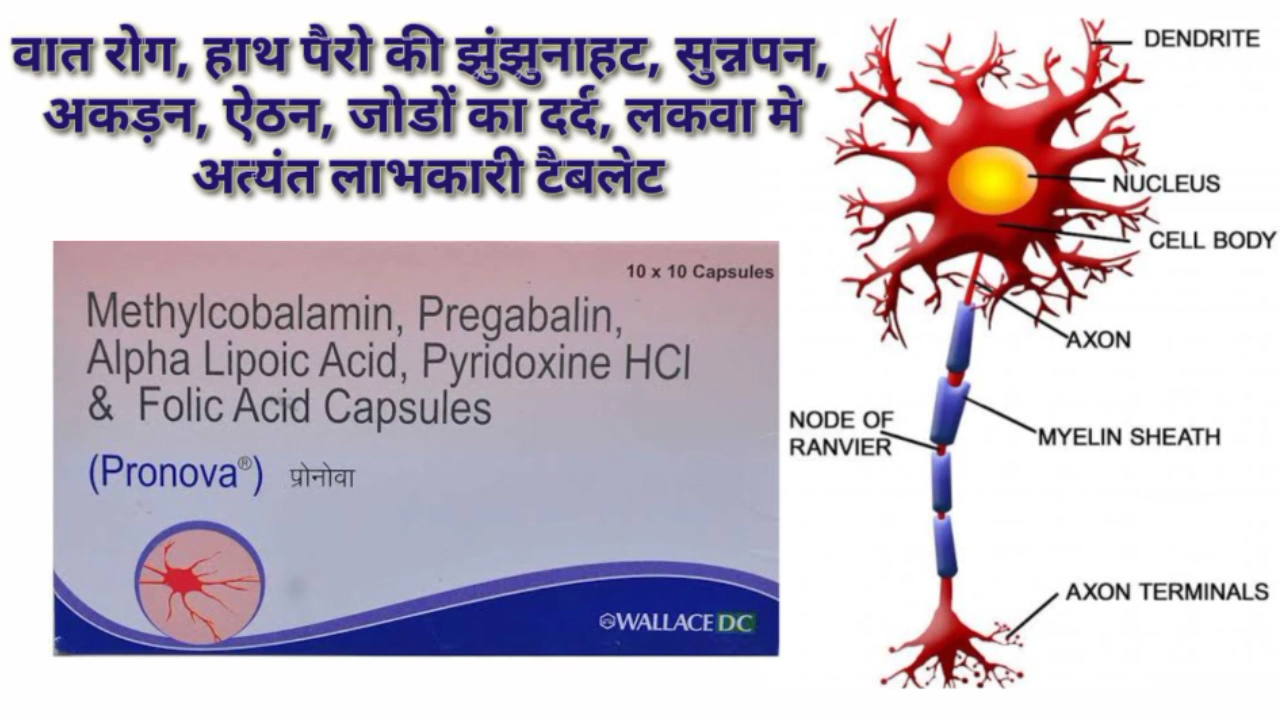 वात रोग, हाथ पैरो की झुंझुनाहट, सुन्नपन,
अकड़न, ऐठन, जोडों का दर्द, लकवा मे
अत्यंत लाभकारी टैबलेट
10 x 10 Capsules
Methylcobalamin, Pregabalin,
Alpha Lipoic Acid, Pyridoxine HCl
& Folic Acid Capsules
(Pronova®) प्रोनोवा
WALLACE DC
DENDRITE
NUCLEUS
CELL BODY
AXON
NODE OF
RANVIER
MYELIN SHEATH
AXON TERMINALS